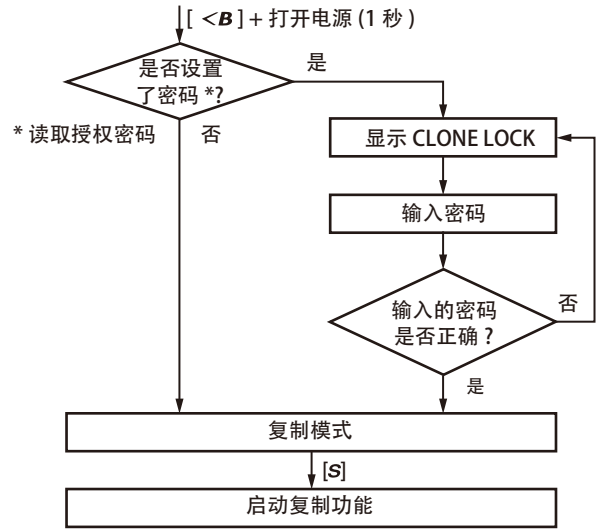 [ <B ] + 打开电源 (1 秒 )
是否设置
了密码 *?
是
* 读取授权密码
否
显示 CLONE LOCK
输入密码
输入的密码
是否正确 ?
否
是
复制模式
[S]
启动复制功能